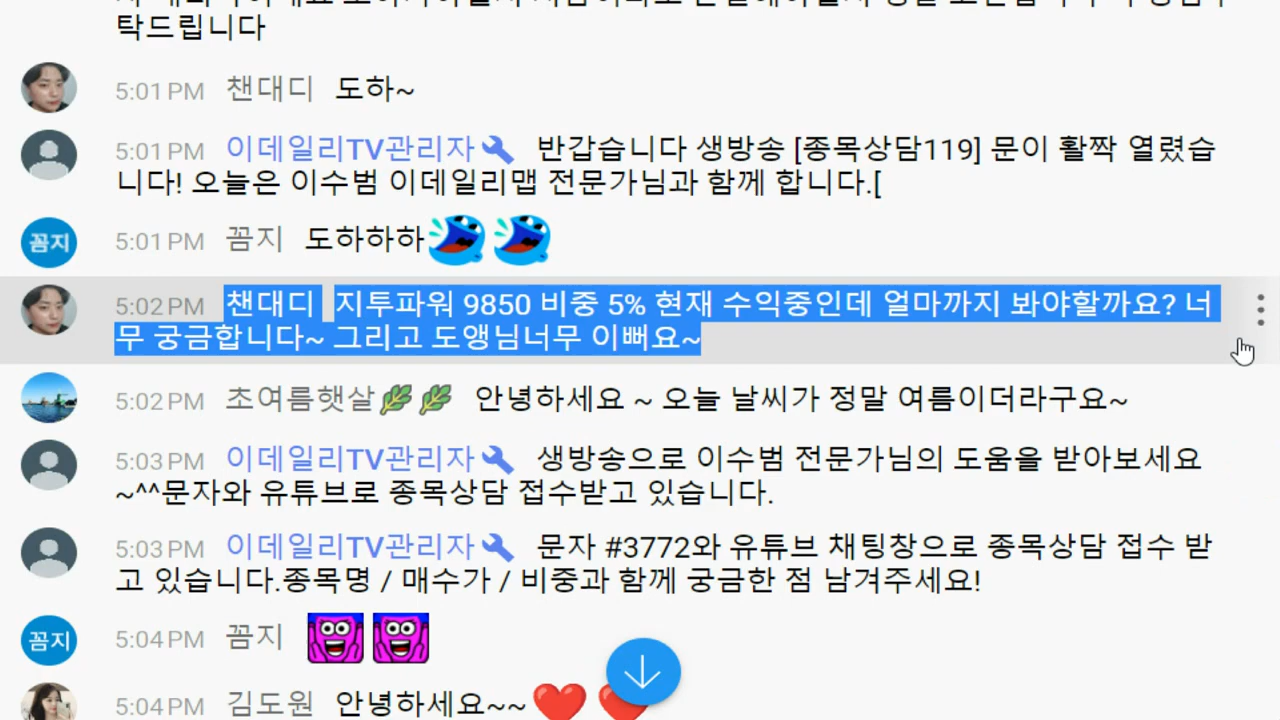 탁드립니다
5:01 PM 챈대디 도하~
5:01 PM 이데일리TV관리자 반갑습니다 생방송 [종목상담119] 문이 활짝 열렸습
니다! 오늘은 이수범 이데일리맵 전문가님과 함께 합니다.[
꼼지 5:01 PM 꼼지 도하하하
5:02 PM 챈대디 지투파워 9850 비중 5% 현재 수익중인데 얼마까지 봐야할까요? 너
무 궁금합니다~ 그리고 도앵님너무 이뻐요~
5:02 PM 초여름햇살 안녕하세요 ~ 오늘 날씨가 정말 여름이더라구요~
5:03 PM 이데일리TV관리자 생방송으로 이수범 전문가님의 도움을 받아보세요
~^^문자와 유튜브로 종목상담 접수받고 있습니다.
5:03 PM 이데일리TV관리자 문자 #3772와 유튜브 채팅창으로 종목상담 접수 받
고 있습니다.종목명 / 매수가 / 비중과 함께 궁금한 점 남겨주세요!
꼼지 5:04 PM 꼼지
5:04 PM 김도원 안녕하세요~~